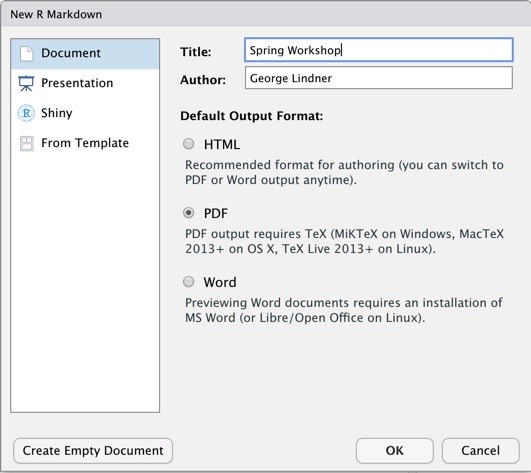 New R Markdown
Document
Presentation
Shiny
From Template
Title:
Spring Workshop
Author:
George Lindner
Default Output Format:
HTML
Recommended format for authoring (you can switch to
PDF or Word output anytime).
PDF
PDF output requires TeX (MiKTeX on Windows, MacTeX
2013+ on OS X, TeX Live 2013+ on Linux).
Word
Previewing Word documents requires an installation of
MS Word (or Libre/Open Office on Linux).
Create Empty Document
OK
Cancel